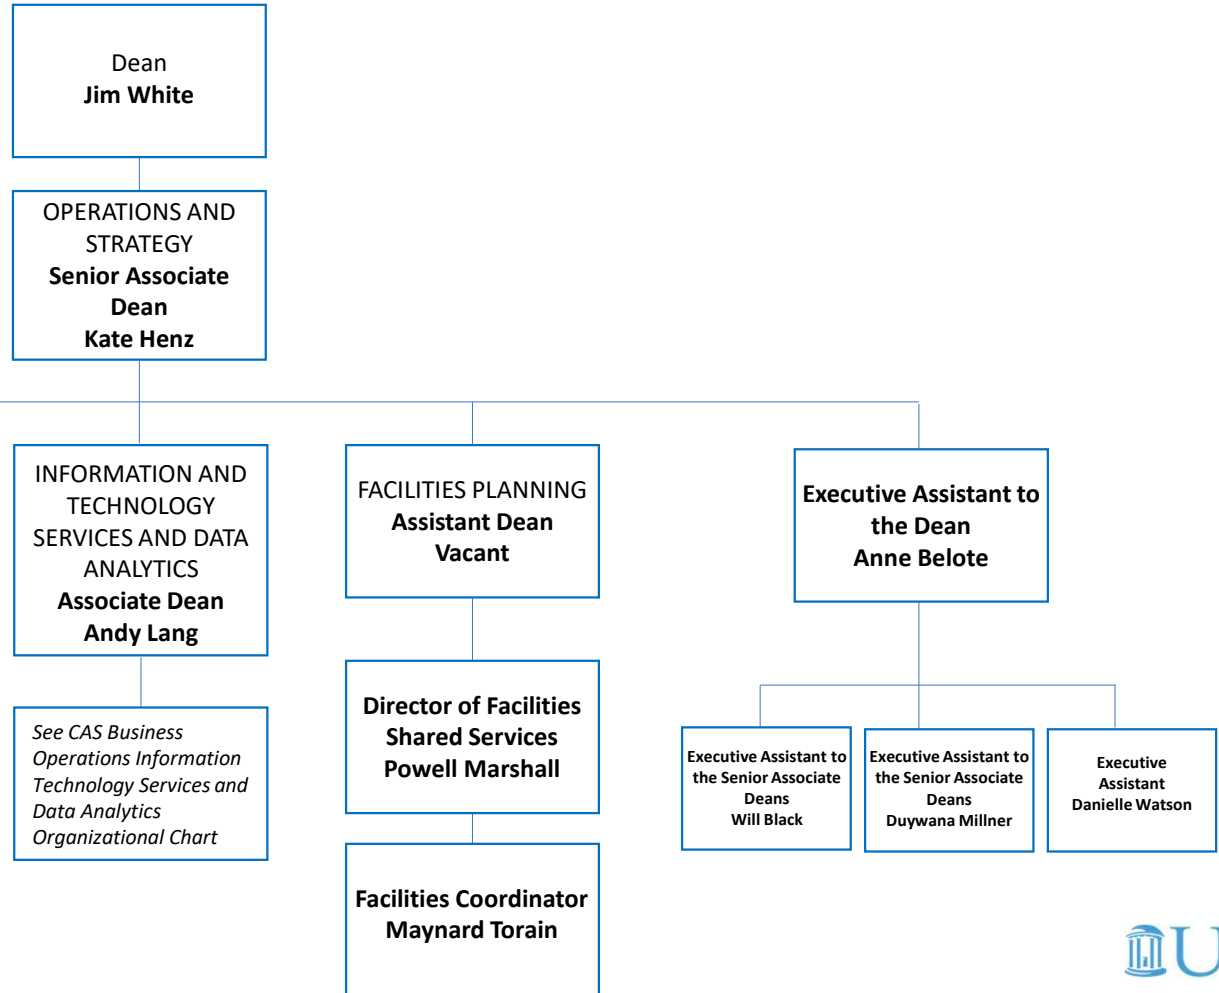 Dean
Jim White
OPERATIONS AND
STRATEGY
Senior Associate
Dean
Kate Henz
INFORMATION AND
TECHNOLOGY
SERVICES AND DATA
ANALYTICS
Associate Dean
Andy Lang
See CAS Business
Operations Information
Technology Services and
Data Analytics
Organizational Chart
FACILITIES PLANNING
Assistant Dean
Vacant
Director of Facilities
Shared Services
Powell Marshall
Facilities Coordinator
Maynard Torain
Executive Assistant to
the Dean
Anne Belote
Executive Assistant to
the Senior Associate
Deans
Will Black
Executive Assistant to
the Senior Associate
Deans
Duywana Millner
Executive
Assistant
Danielle Watson
U